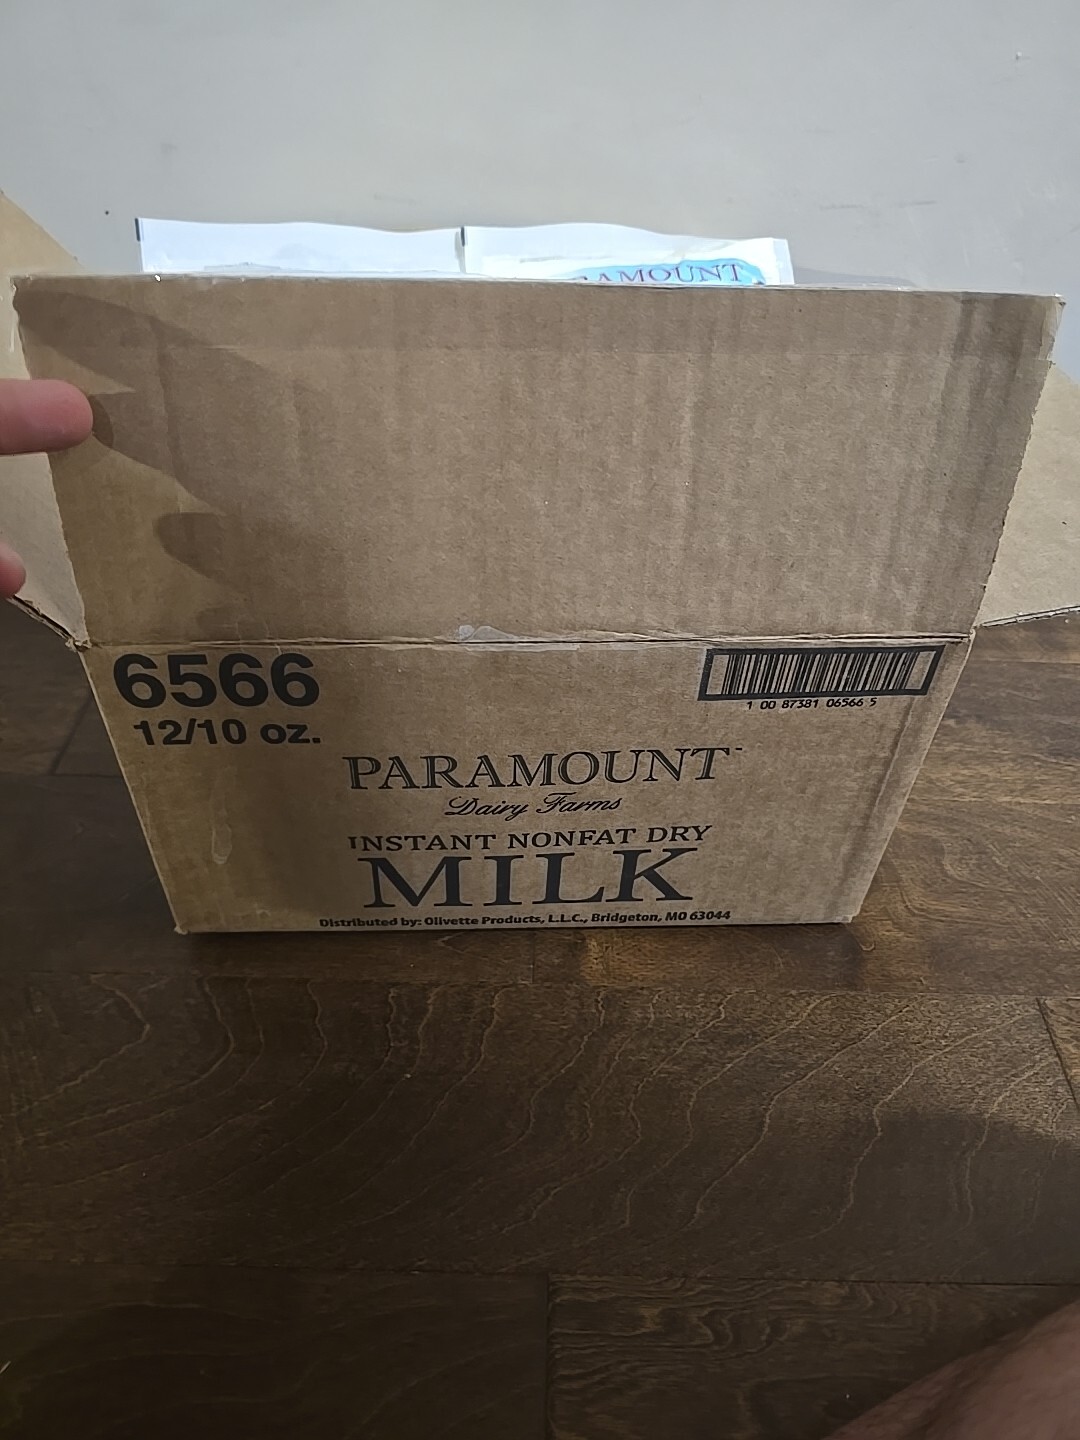 PARAMOUNT
6566
12/10 oz.
1 00 87381 06566 5
PARAMOUNT
Dairy Farms
INSTANT NONFAT DRY
MILK
Distributed by: Olivette Products, L.L.C., Bridgeton, MO 63044